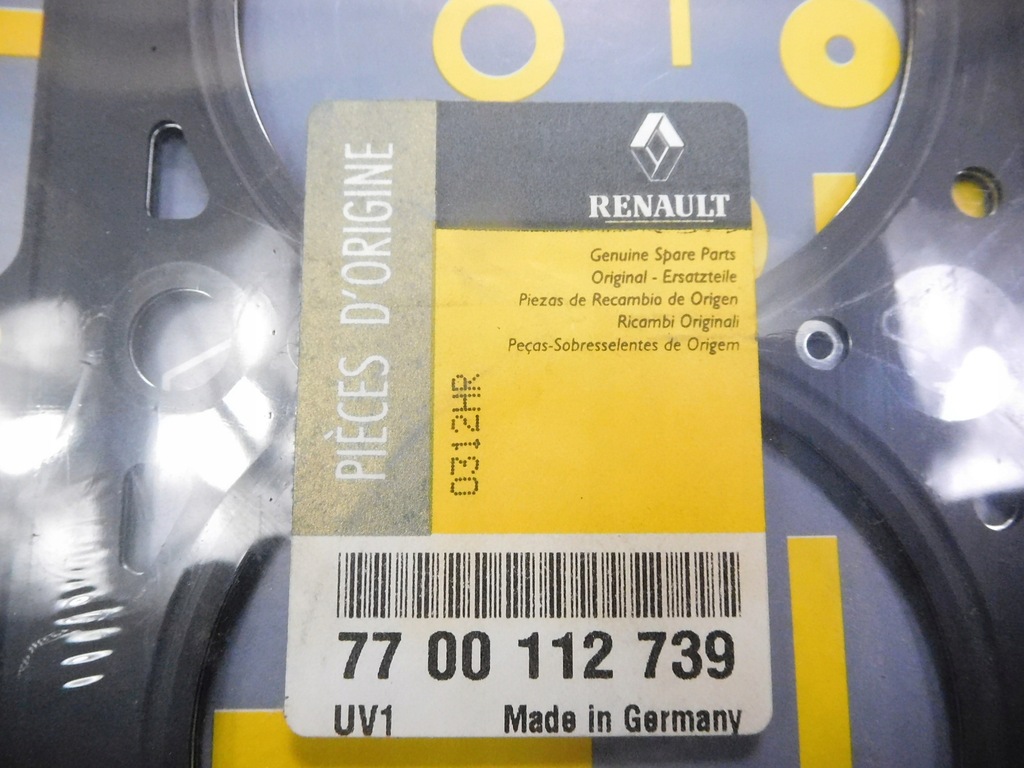 PIÈCES D'ORIGINE
RENAULT
Genuine Spare Parts
Original - Ersatzteile
Piezas de Recambio de Origen
Ricambi Originali
Peças-Sobresselentes de Origem
0312HR
77 00 112 739
UV1 Made in Germany